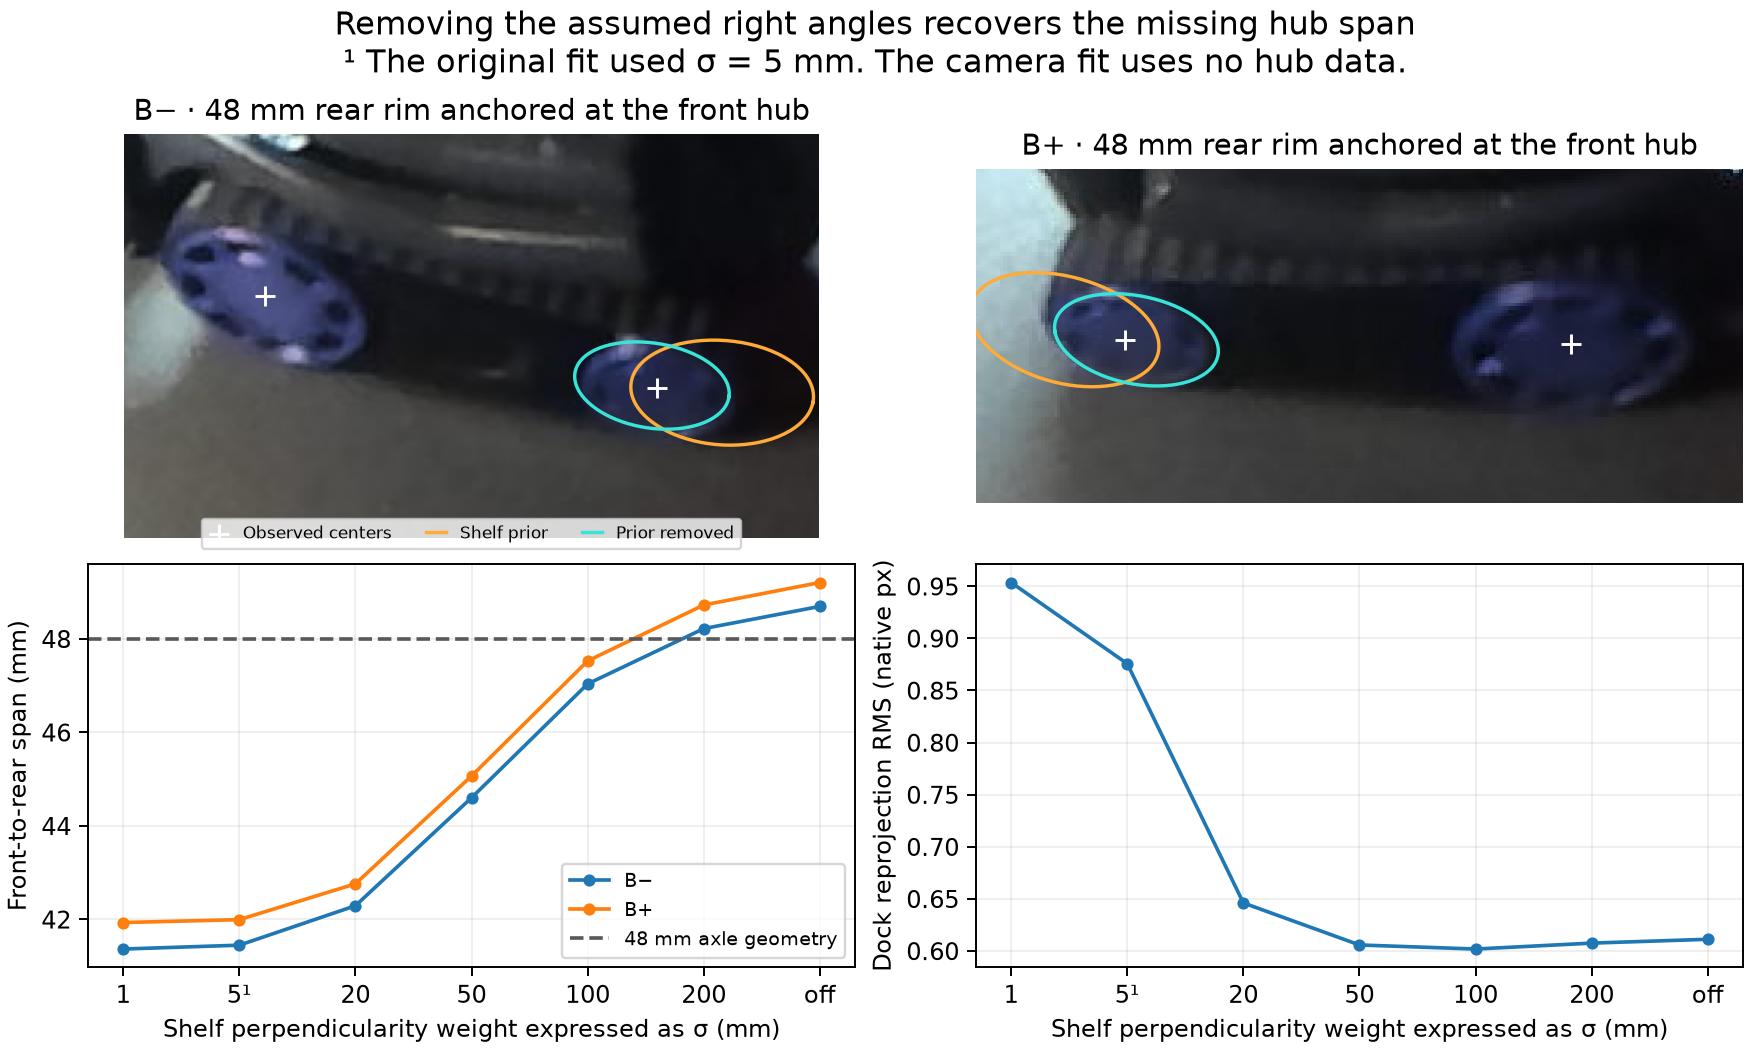 Removing the assumed right angles recovers the missing hub span
¹ The original fit used σ = 5 mm. The camera fit uses no hub data.
B− · 48 mm rear rim anchored at the front hub
B+ · 48 mm rear rim anchored at the front hub
Observed centers
Shelf prior
Prior removed
Front-to-rear span (mm)
48
46
44
42
B−
B+
48 mm axle geometry
1
5¹
20
50
100
200
off
Shelf perpendicularity weight expressed as σ (mm)
Dock reprojection RMS (native px)
0.95
0.90
0.85
0.80
0.75
0.70
0.65
0.60
1
5¹
20
50
100
200
off
Shelf perpendicularity weight expressed as σ (mm)